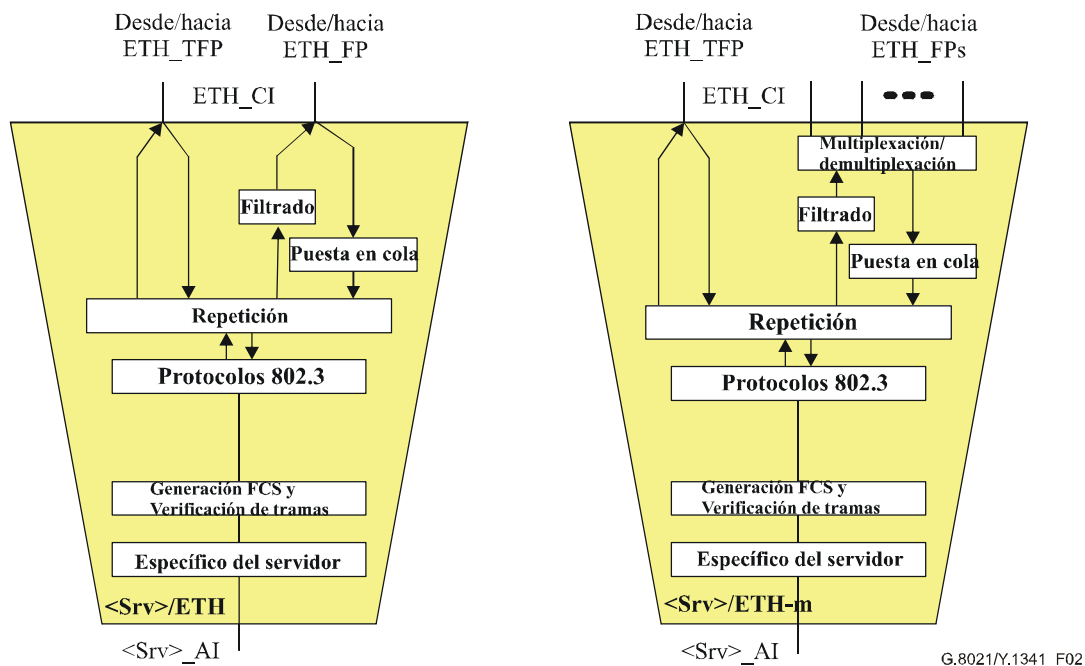 Desde/hacia
ETH_TFP
Desde/hacia
ETH_FP
ETH_CI
Filtrado
Puesta en cola
Repetición
Protocolos 802.3
Generación FCS y
Verificación de tramas
Específico del servidor
<Srv>/ETH
<Srv>_AI
Desde/hacia
ETH_TFP
Desde/hacia
ETH_FPs
ETH_CI
Multiplexación/
demultiplexación
Filtrado
Puesta en cola
Repetición
Protocolos 802.3
Generación FCS y
Verificación de tramas
Específico del servidor
<Srv>/ETH-m
<Srv>_AI
G.8021/Y.1341_F02